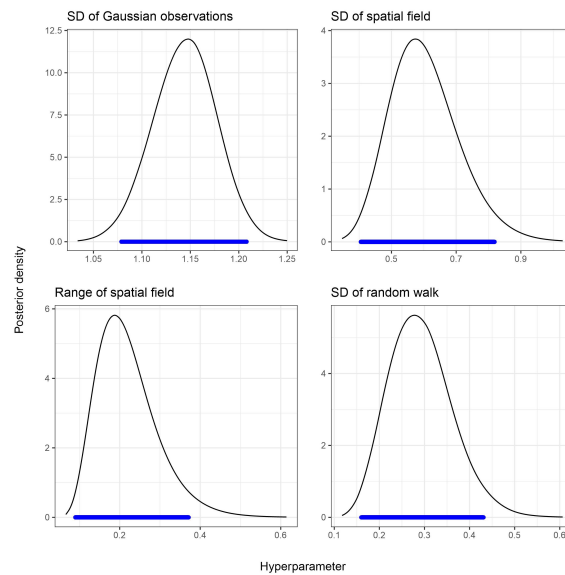 SD of Gaussian observations
SD of spatial field
12.5
10.0
7.5
5.0
2.5
0.0
1.05 1.10 1.15 1.20 1.25
4
3
2
1
0
0.5 0.7 0.9
Posterior density
Range of spatial field
SD of random walk
6
4
2
0
0.2 0.4 0.6
4
2
0
0.1 0.2 0.3 0.4 0.5 0.6
Hyperparameter